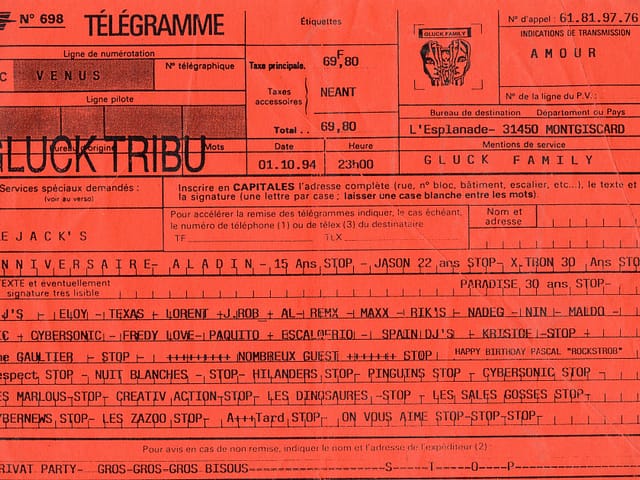 N° 698 TÉLÉGRAMME
Étiquettes
N° d'appel : 61.81.97.76
INDICATIONS DE TRANSMISSION
AMOUR
GLUCK FAMILY
Ligne de numérotation
N° télégraphique
C VENUS
Taxe principale. 69,80
F
Taxes accessoires NEANT
Total . . 69,80
Ligne pilote
N° de la ligne du P.V. :
Bureau de destination Département ou Pays
L'Esplanade- 31450 MONTGISCARD
Bureau d'origine Mots Date Heure
LUCK TRIBU
01.10.94 23h00
Mentions de service
GLUCK FAMILY
Services spéciaux demandés :
(voir au verso)
EJACK'S
Inscrire en CAPITALES l'adresse complète (rue, n° bloc, bâtiment, escalier, etc...), le texte et
la signature (une lettre par case ; laisser une case blanche entre les mots).
Pour accélérer la remise des télégrammes indiquer, le cas échéant,
le numéro de téléphone (1) ou de télex (3) du destinataire
TF TLX
Nom et
adresse
NNIVERSAIRE- ALADIN - 15 Ans STOP - JASON 22 ans STOP- X.TRON 30 Ans STO
TEXTE et éventuellement
signature très lisible
PARADISE 30 ans STOP-
J'S - ELOY - TEXAS + LORENT +J.ROB + AL - REMX - MAXX - RIK'S - NADEG - NIN - MALDO -
IC + CYBERSONIC - FREDY LOVE- PAQUITO + ESCALDERIO - SPAIN DJ'S + KRISTOF -STOP +
GAULTIER - STOP NOMBREUX GUEST STOP HAPPY BIRTHDAY PASCAL "ROCKSTROB"
espect STOP - NUIT BLANCHES - STOP- HILANDERS STOP- PINGUINS STOP - CYBERSONIC STOP
ES MARLOUS-STOP- CREATIV ACTION-STOP- LES DINOSAURES -STOP - LES SALES GOSSES STOP-
YBERNEWS STOP- LES ZAZOO STOP- A+++Tard STOP- ON VOUS AIME STOP-STOP-STOP-
Pour avis en cas de non remise, indiquer le nom et l'adresse de l'expéditeur (2) :
RIVAT PARTY- GROS-GROS-GROS BISOUS---S---T---O---P---